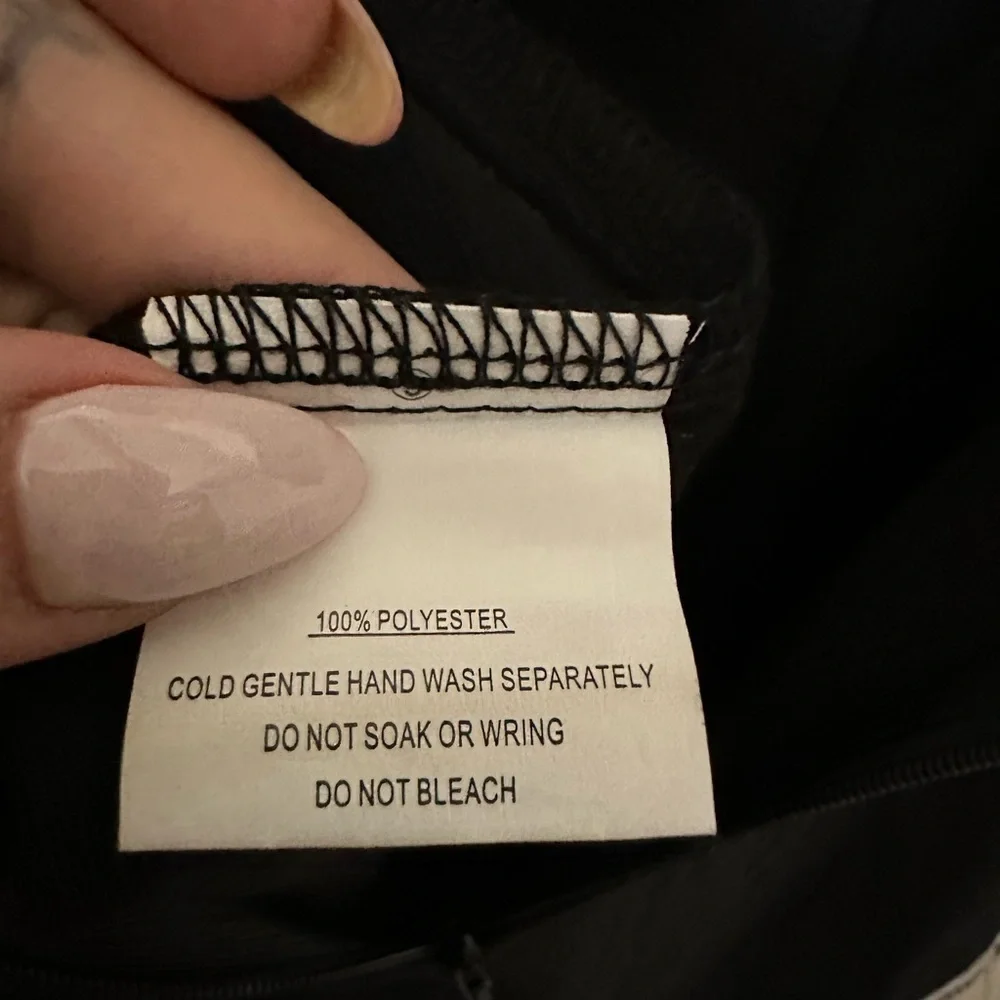 100% POLYESTER
COLD GENTLE HAND WASH SEPARATELY
DO NOT SOAK OR WRING
DO NOT BLEACH